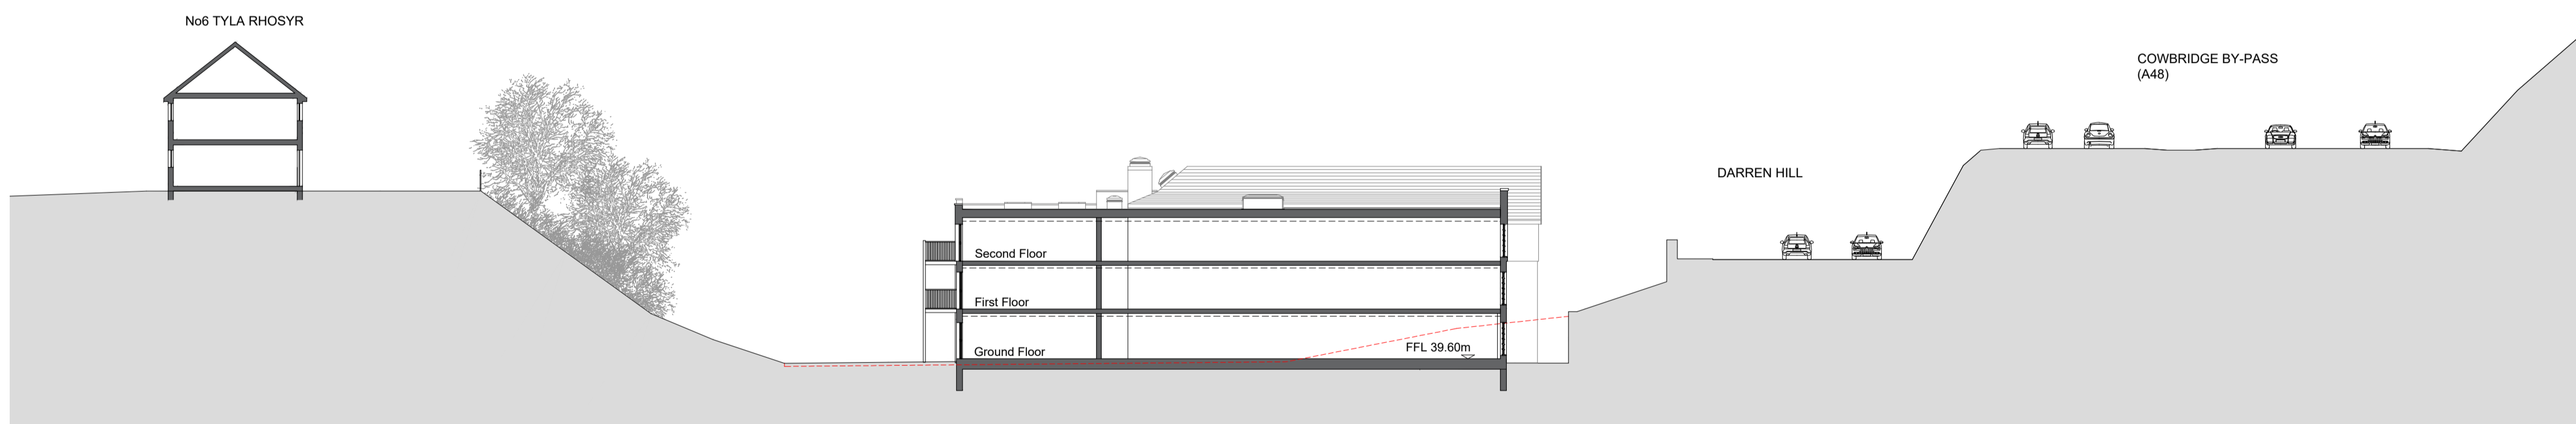 No6 TYLA RHOSYR
COWBRIDGE BY-PASS
(A48)
DARREN HILL
Second Floor
First Floor
Ground Floor
FFL 39.60m